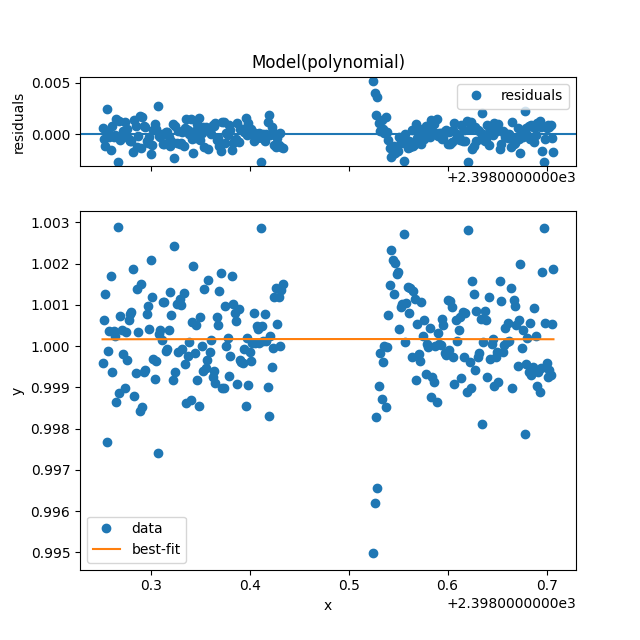 Model(polynomial)
0.005
0.000
residuals
residuals
+2.3980000000e3
1.003
1.002
1.001
1.000
0.999
0.998
0.997
0.996
0.995
y
data
best-fit
0.3 0.4 0.5 0.6 0.7
x
+2.3980000000e3